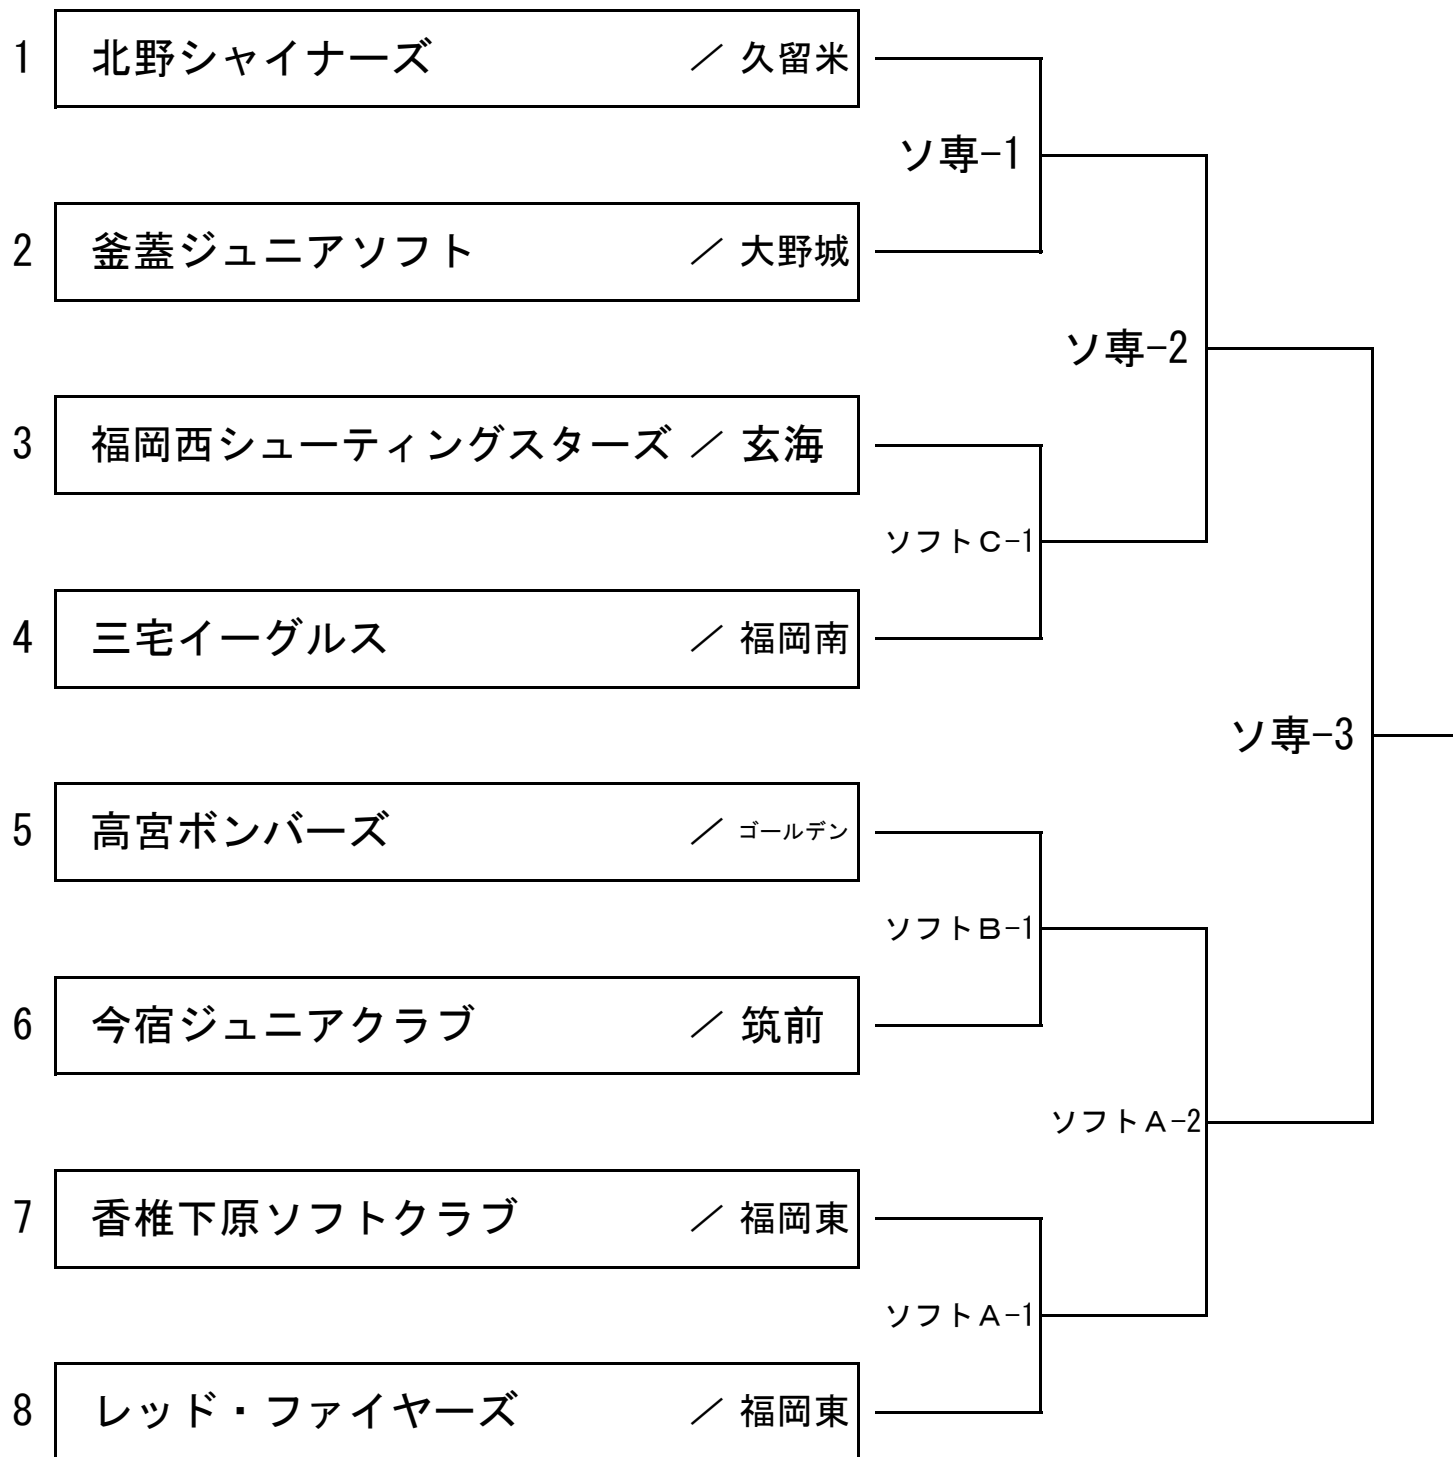 1 北野シャイナーズ ／ 久留米
ソ専-1
2 釜蓋ジュニアソフト ／ 大野城
ソ専-2
3 福岡西シューティングスターズ ／ 玄海
ソフトC-1
4 三宅イーグルス ／ 福岡南
ソ専-3
5 高宮ボンバーズ ／ ゴールデン
ソフトB-1
6 今宿ジュニアクラブ ／ 筑前
ソフトA-2
7 香椎下原ソフトクラブ ／ 福岡東
ソフトA-1
8 レッド・ファイヤーズ ／ 福岡東